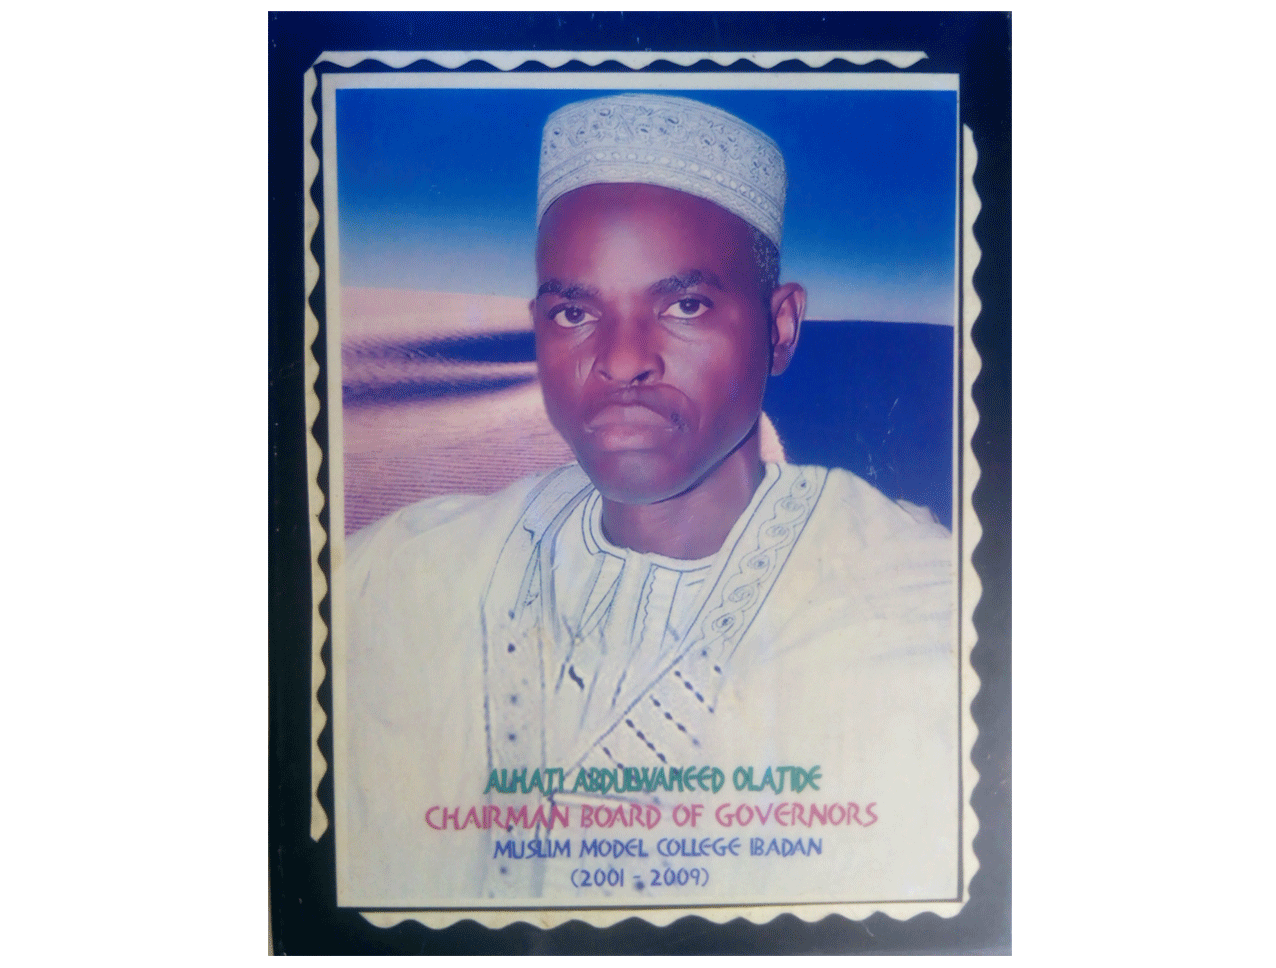 ALHAJI ABDULWAHEED OLAJIDE
CHAIRMAN BOARD OF GOVERNORS
MUSLIM MODEL COLLEGE IBADAN
(2001 - 2009)